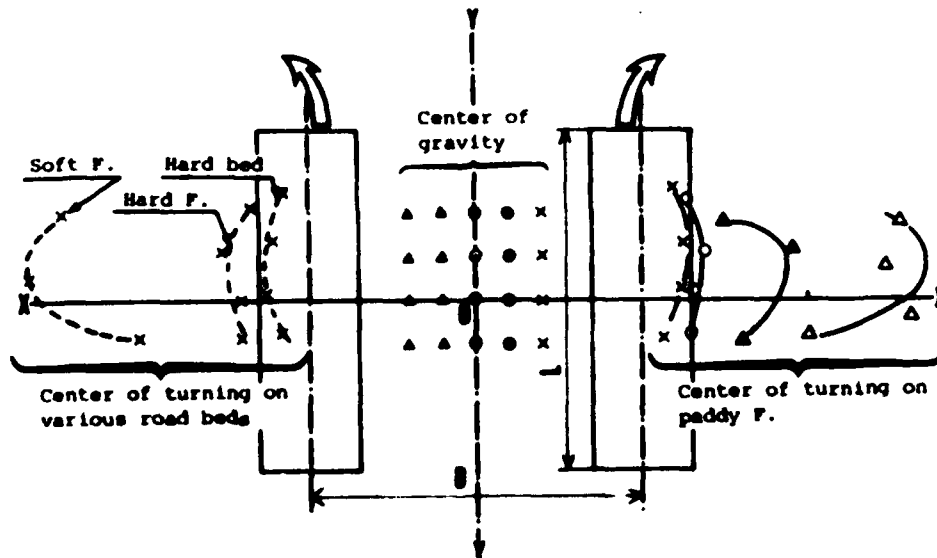 Center of
gravity
Soft F.
Hard bed
Hard F.
L
Center of turning on
various road beds
Center of turning on
paddy F.